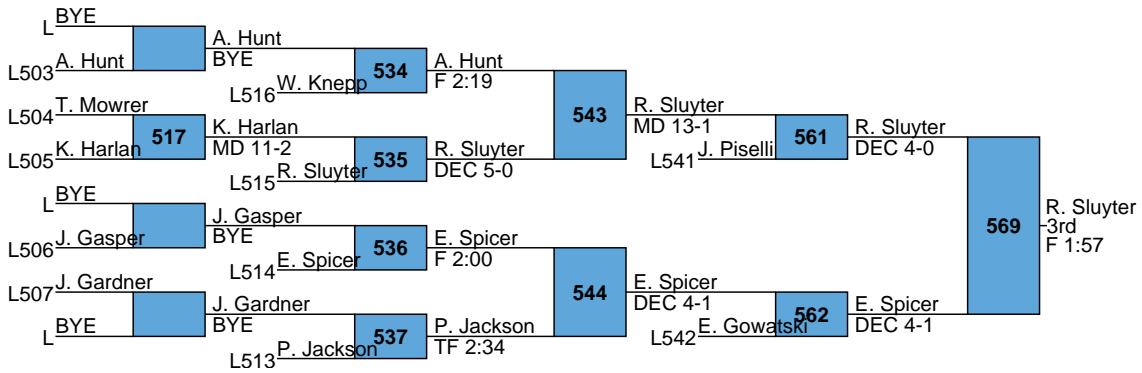 L BYE
L503 A. Hunt
A. Hunt
BYE
L516 W. Knepp
534
A. Hunt
F 2:19
L504 T. Mowrer
L505 K. Harlan
517
K. Harlan
MD 11-2
L515 R. Sluyter
535
R. Sluyter
DEC 5-0
543
R. Sluyter
MD 13-1
L541 J. Piselli
561
R. Sluyter
DEC 4-0
L BYE
L506 J. Gasper
J. Gasper
BYE
L514 E. Spicer
536
E. Spicer
F 2:00
L507 J. Gardner
L BYE
J. Gardner
BYE
L513 P. Jackson
537
P. Jackson
TF 2:34
544
E. Spicer
DEC 4-1
L542 E. Gowatski
562
E. Spicer
DEC 4-1
569
R. Sluyter
3rd
F 1:57